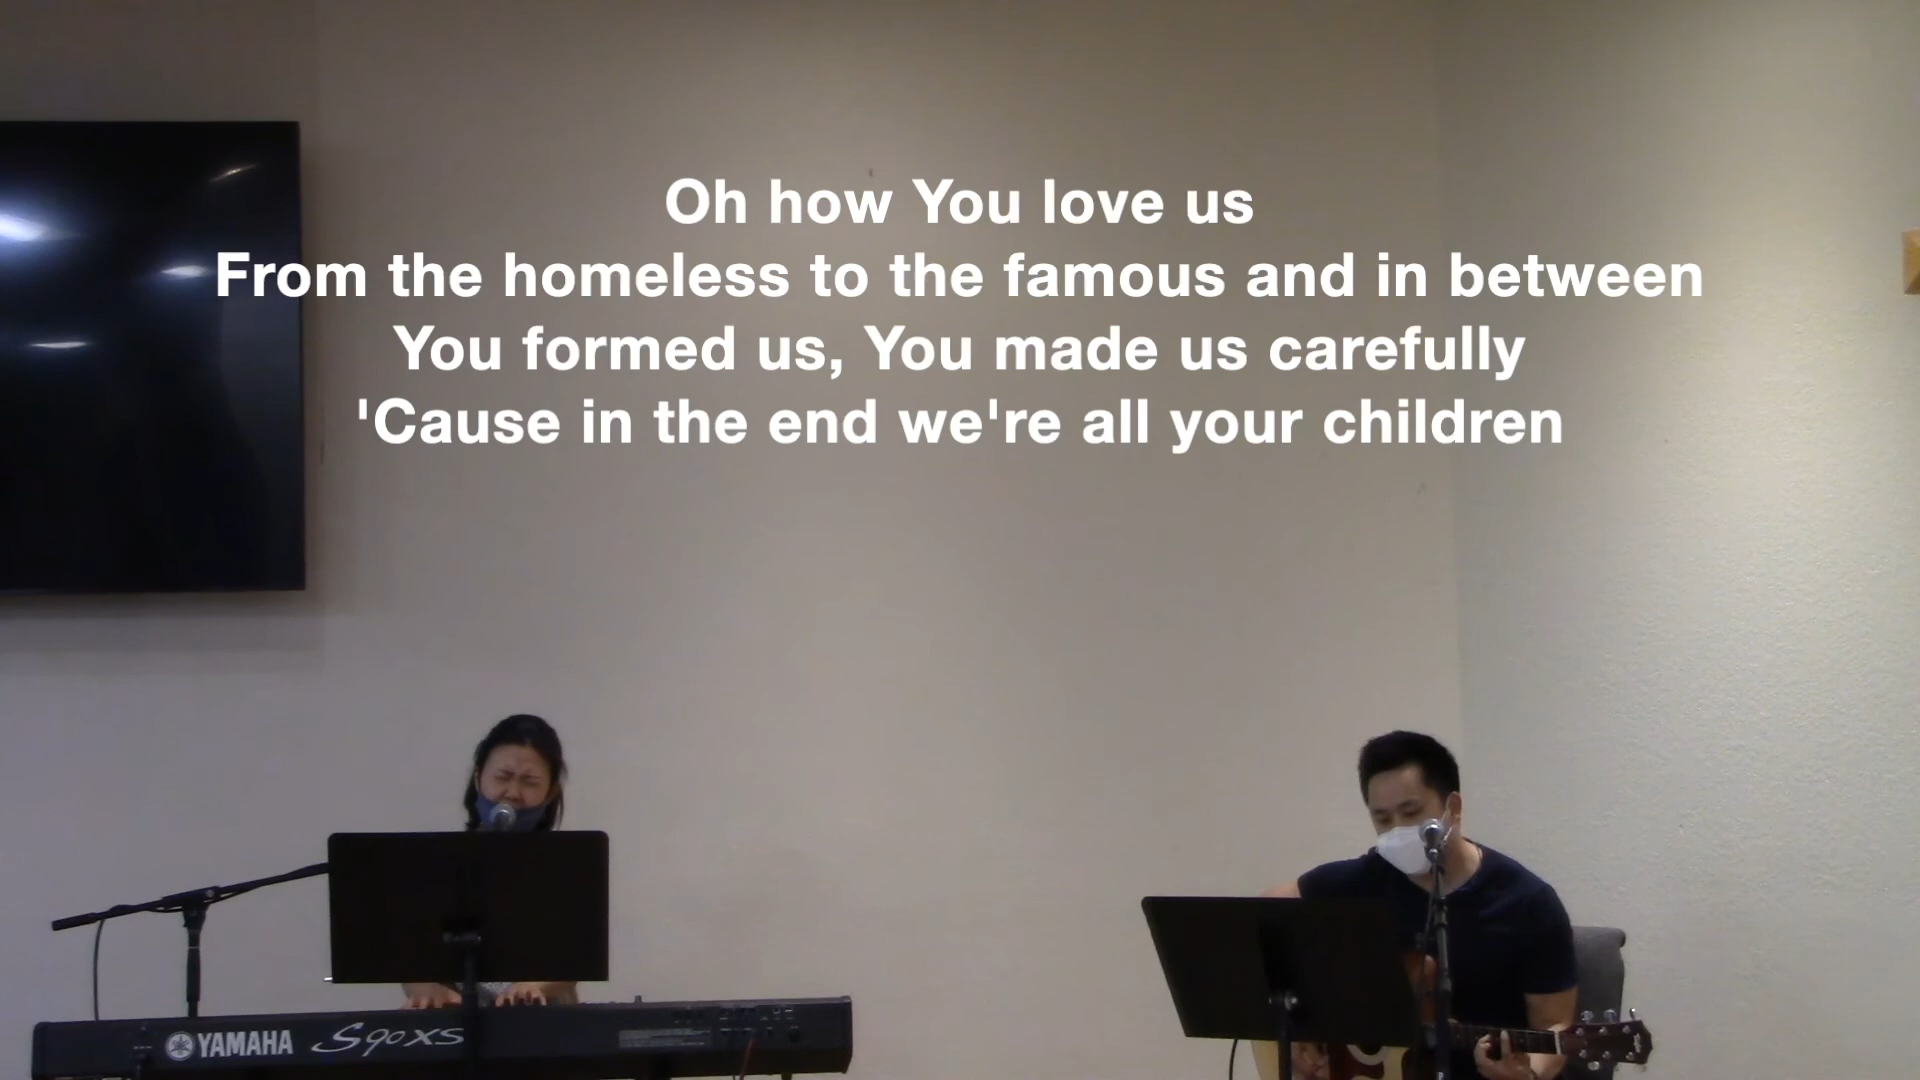 Oh how You love us
From the homeless to the famous and in between
You formed us, You made us carefully
'Cause in the end we're all your children
YAMAHA S90XS